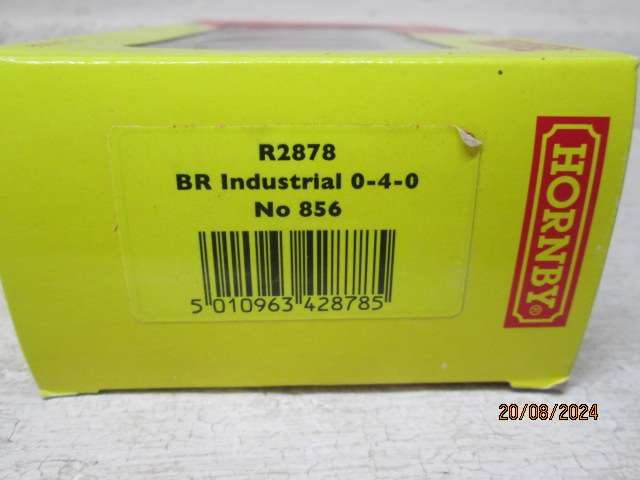 R2878
BR Industrial 0-4-0
No 856
5 010963 428785
HORNBY®
20/08/2024